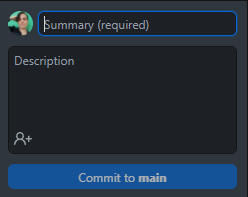 Summary (required)
Description
Commit to main